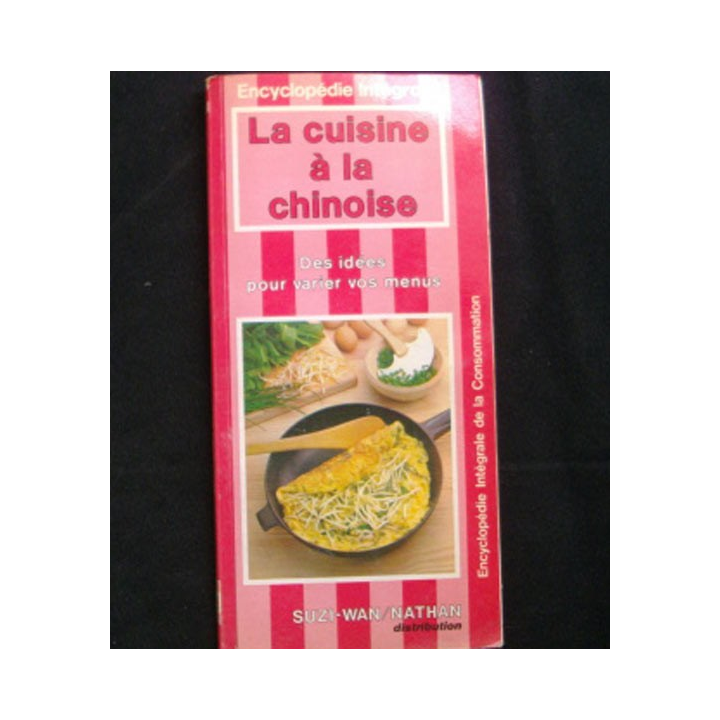 Encyclopédie Intégrale
La cuisine
à la
chinoise
Des idées
pour varier vos menus
Encyclopédie Intégrale de la Consommation
SUZI-WAN/NATHAN
distribution